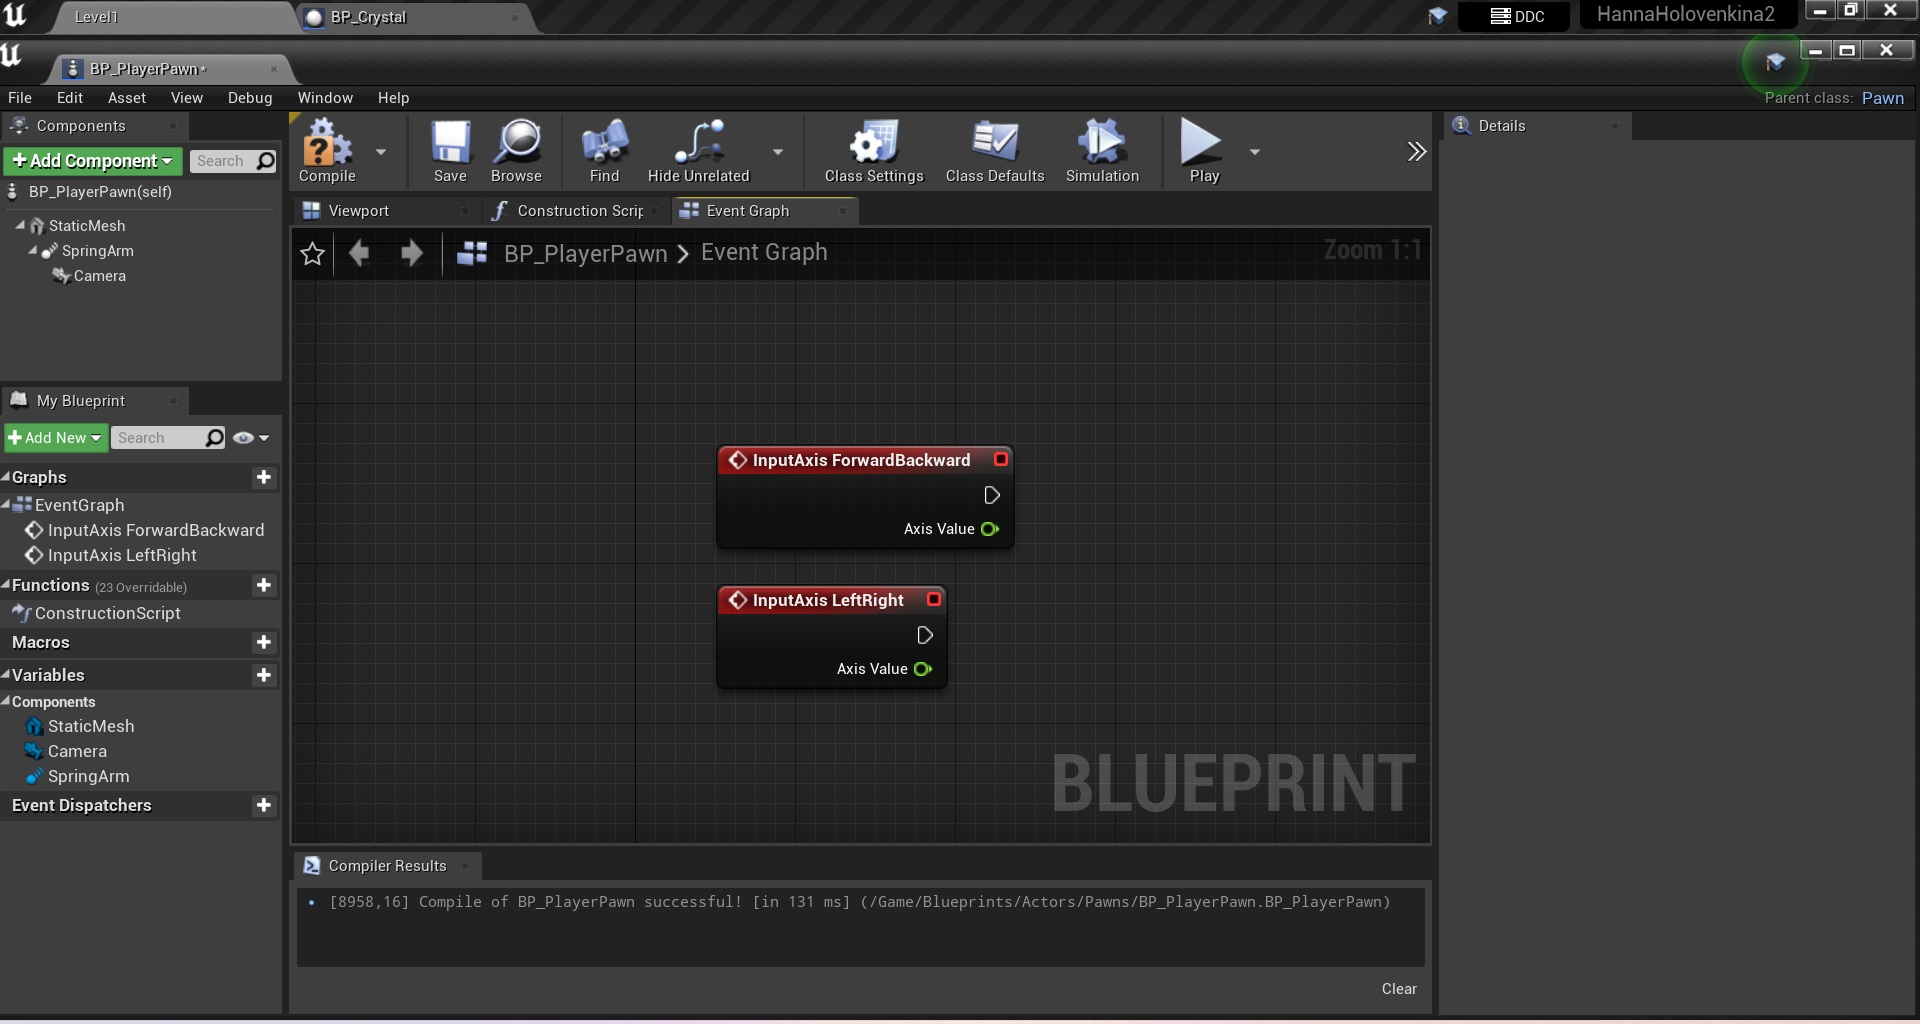 Level1
BP_Crystal
DDC
HannaHolovenkina2
BP_PlayerPawn*
File Edit Asset View Debug Window Help
Parent class: Pawn
Components
Add Component
Search
BP_PlayerPawn(self)
StaticMesh
SpringArm
Camera
Compile
Save
Browse
Find
Hide Unrelated
Class Settings
Class Defaults
Simulation
Play
Details
Viewport
Construction Scrip
Event Graph
BP_PlayerPawn > Event Graph
Zoom 1:1
My Blueprint
Add New
Search
Graphs
EventGraph
InputAxis ForwardBackward
InputAxis LeftRight
Functions (23 Overridable)
ConstructionScript
Macros
Variables
Components
StaticMesh
Camera
SpringArm
Event Dispatchers
InputAxis ForwardBackward
Axis Value
InputAxis LeftRight
Axis Value
BLUEPRINT
Compiler Results
[8958,16] Compile of BP_PlayerPawn successful! [in 131 ms] (/Game/Blueprints/Actors/Pawns/BP_PlayerPawn.BP_PlayerPawn)
Clear